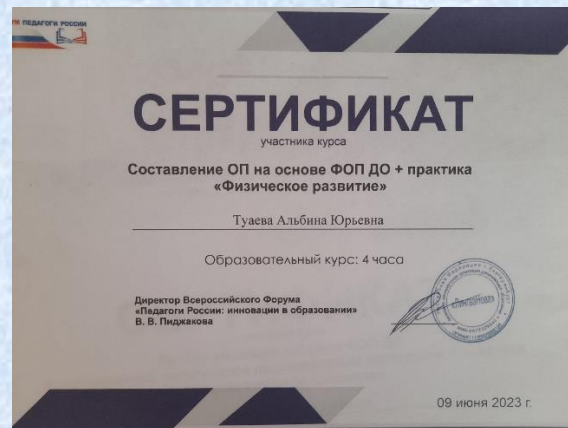 ПЕДАГОГИ РОССИИ
СЕРТИФИКАТ
участника курса
Составление ОП на основе ФОП ДО + практика
«Физическое развитие»
Туаева Альбина Юрьевна
Образовательный курс: 4 часа
Директор Всероссийского Форума
«Педагоги России: инновации в образовании»
В. В. Пиджакова
09 июня 2023 г.